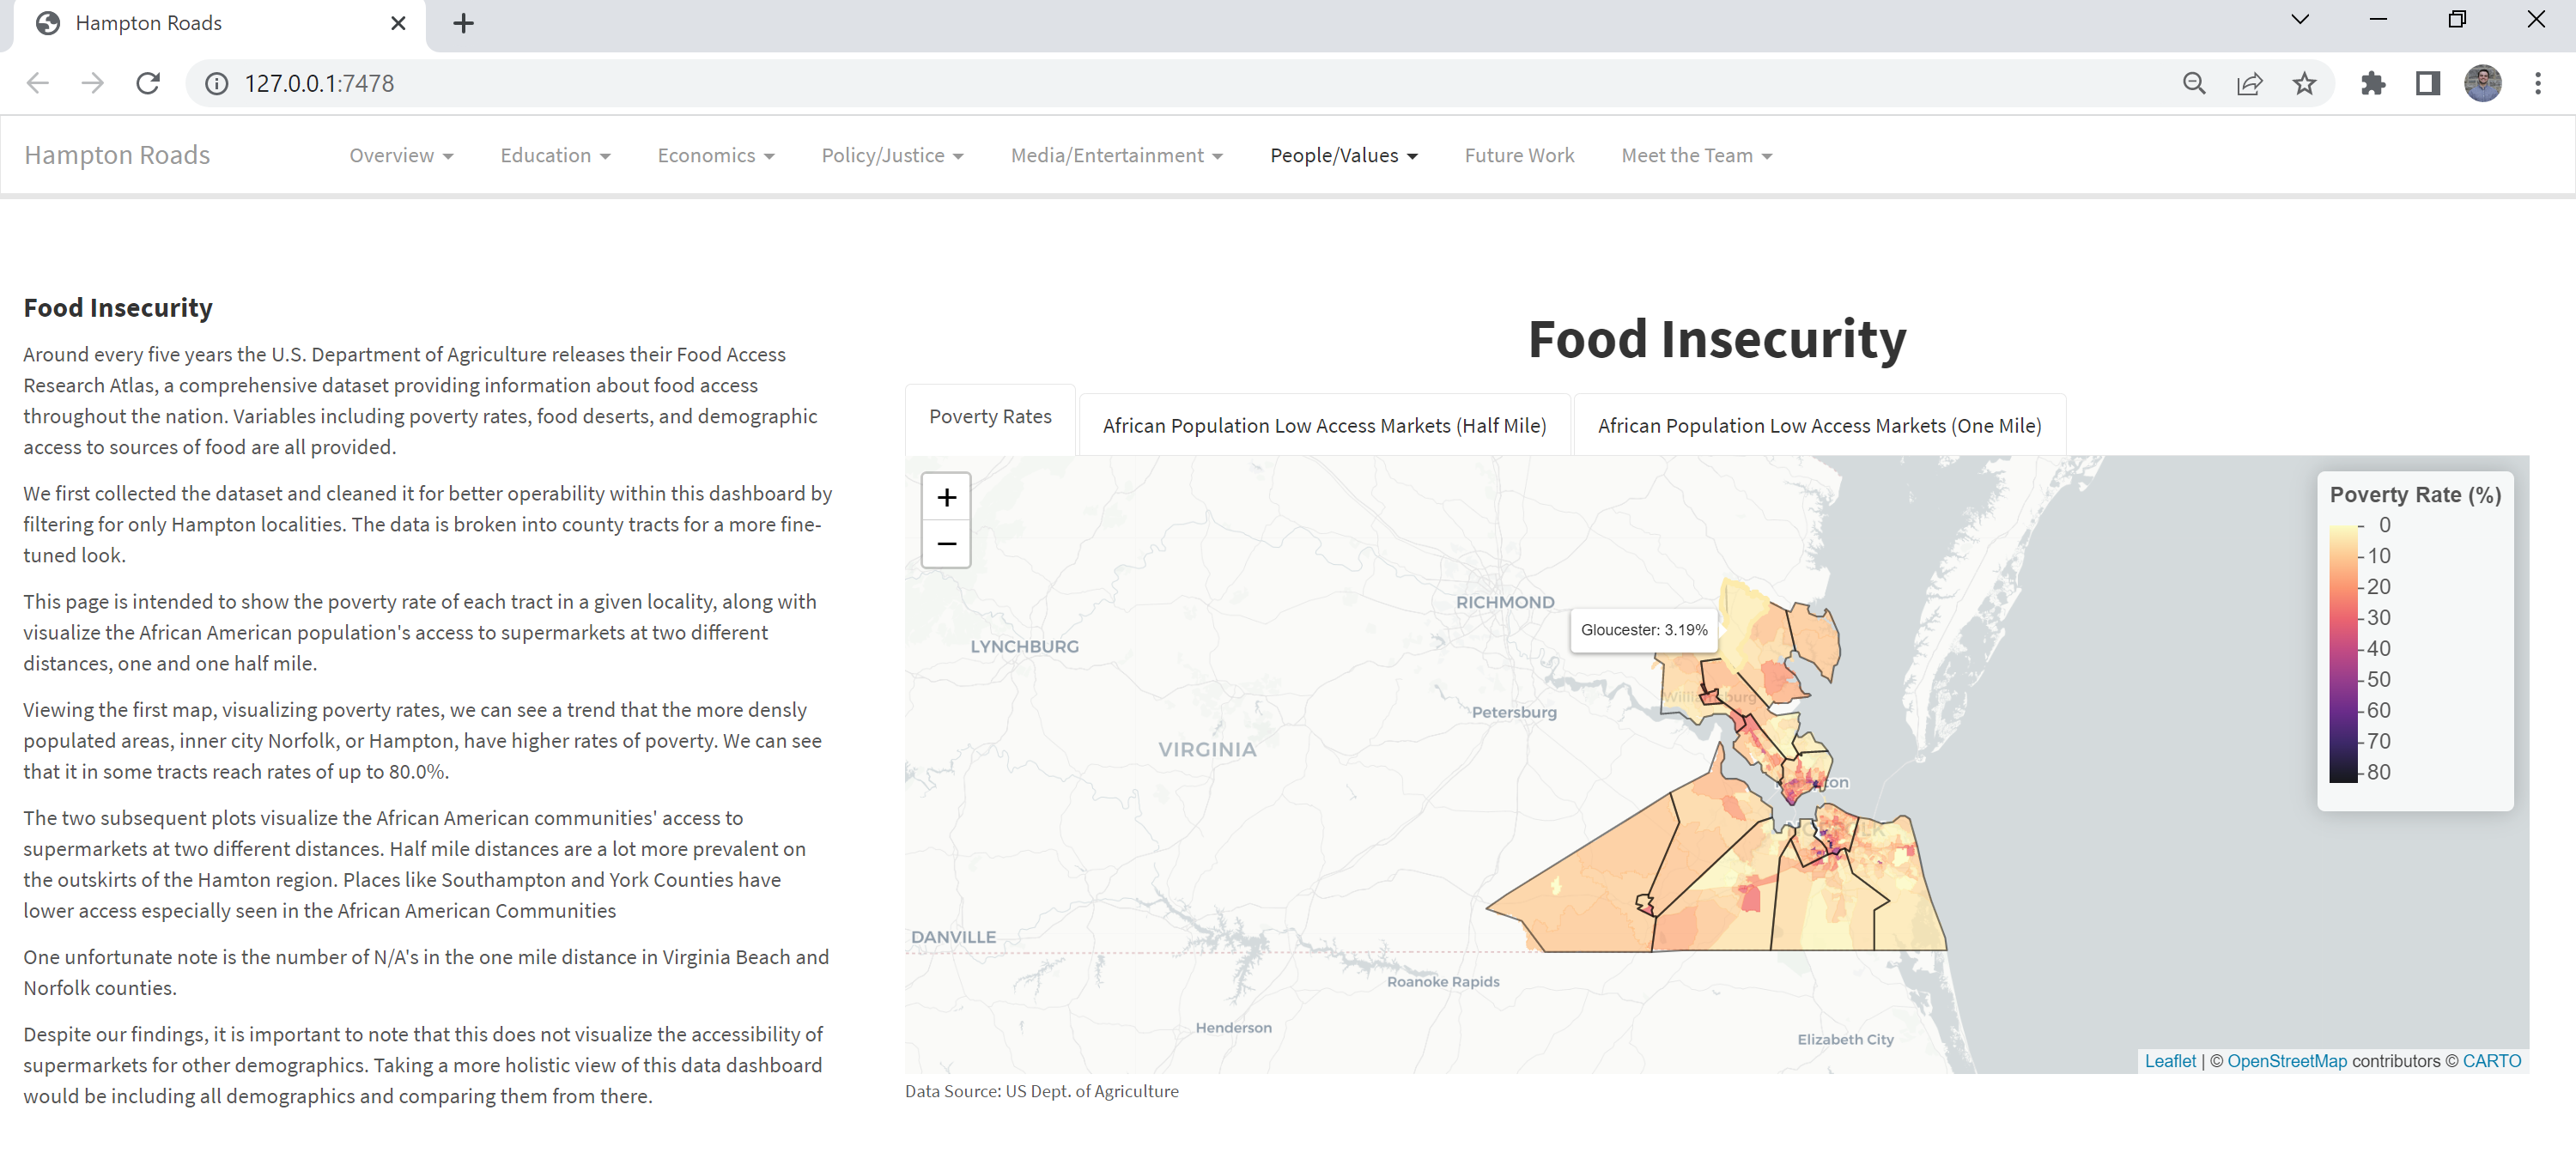 Hampton Roads
127.0.0.1:7478
Hampton Roads
Overview
Education
Economics
Policy/Justice
Media/Entertainment
People/Values
Future Work
Meet the Team
Food Insecurity
Around every five years the U.S. Department of Agriculture releases their Food Access
Research Atlas, a comprehensive dataset providing information about food access
throughout the nation. Variables including poverty rates, food deserts, and demographic
access to sources of food are all provided.
We first collected the dataset and cleaned it for better operability within this dashboard by
filtering for only Hampton localities. The data is broken into county tracts for a more fine-
tuned look.
This page is intended to show the poverty rate of each tract in a given locality, along with
visualize the African American population's access to supermarkets at two different
distances, one and one half mile.
Viewing the first map, visualizing poverty rates, we can see a trend that the more densly
populated areas, inner city Norfolk, or Hampton, have higher rates of poverty. We can see
that it in some tracts reach rates of up to 80.0%.
The two subsequent plots visualize the African American communities' access to
supermarkets at two different distances. Half mile distances are a lot more prevalent on
the outskirts of the Hamton region. Places like Southampton and York Counties have
lower access especially seen in the African American Communities
One unfortunate note is the number of N/A's in the one mile distance in Virginia Beach and
Norfolk counties.
Despite our findings, it is important to note that this does not visualize the accessibility of
supermarkets for other demographics. Taking a more holistic view of this data dashboard
would be including all demographics and comparing them from there.
Food Insecurity
Poverty Rates
African Population Low Access Markets (Half Mile)
African Population Low Access Markets (One Mile)
+
−
Poverty Rate (%)
0
10
20
30
40
50
60
70
80
RICHMOND
Gloucester: 3.19%
LYNCHBURG
Williamsburg
Petersburg
VIRGINIA
NORFOLK
DANVILLE
Roanoke Rapids
Henderson
Elizabeth City
Leaflet | © OpenStreetMap contributors © CARTO
Data Source: US Dept. of Agriculture